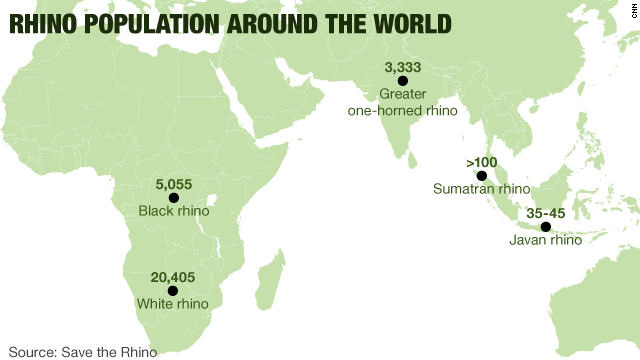 RHINO POPULATION AROUND THE WORLD
CNN
3,333
Greater
one-horned rhino
>100
Sumatran rhino
5,055
Black rhino
35-45
Javan rhino
20,405
White rhino
Source: Save the Rhino